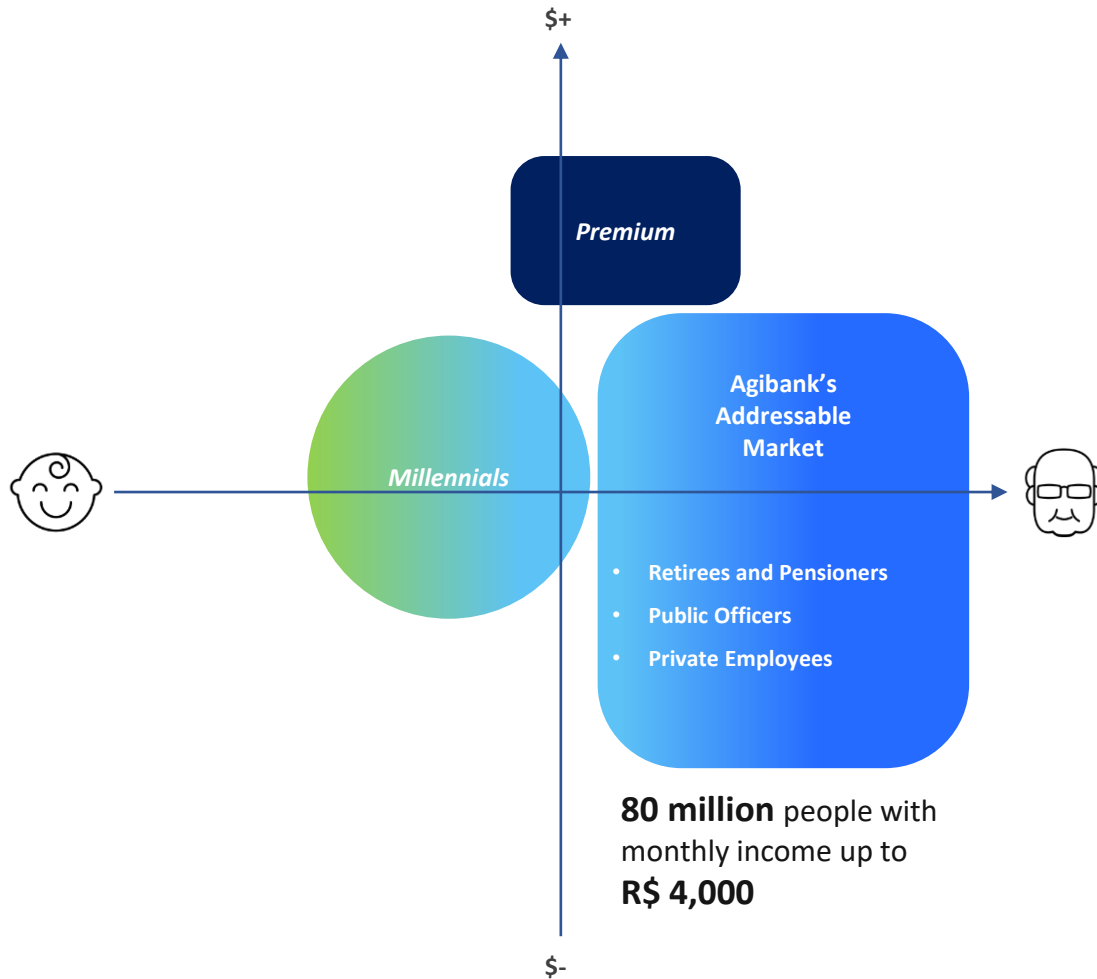 $+
Premium
Agibank’s
Addressable
Market
Millennials
• Retirees and Pensioners
• Public Officers
• Private Employees
80 million people with
monthly income up to
R$ 4,000
$-